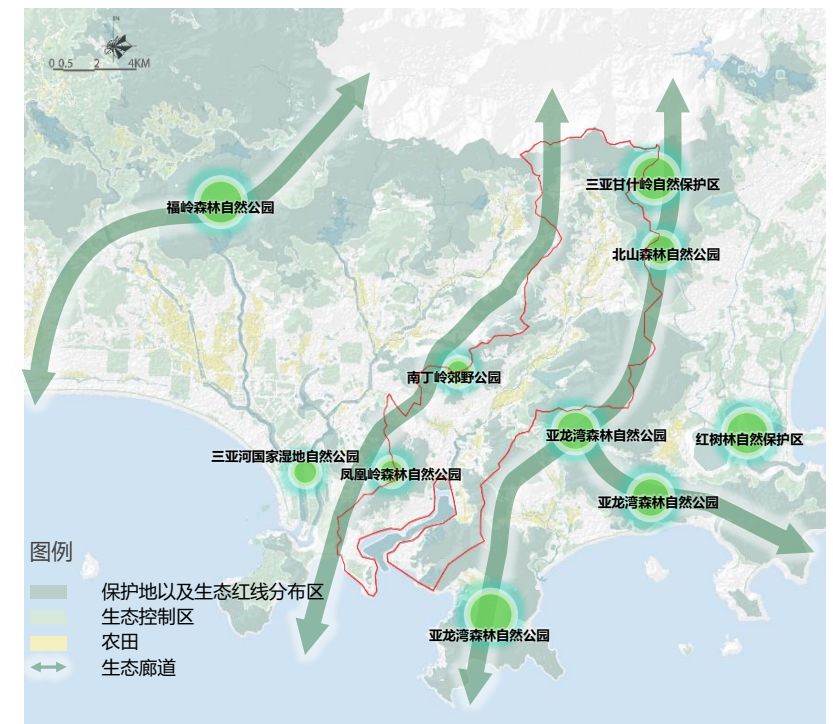 0 0.5 2 4KM
三亚甘什岭自然保护区
福岭森林自然公园
北山森林自然公园
南丁岭郊野公园
亚龙湾森林自然公园
红树林自然保护区
三亚河国家湿地自然公园
凤凰岭森林自然公园
亚龙湾森林自然公园
亚龙湾森林自然公园
图例
保护地以及生态红线分布区
生态控制区
农田
生态廊道